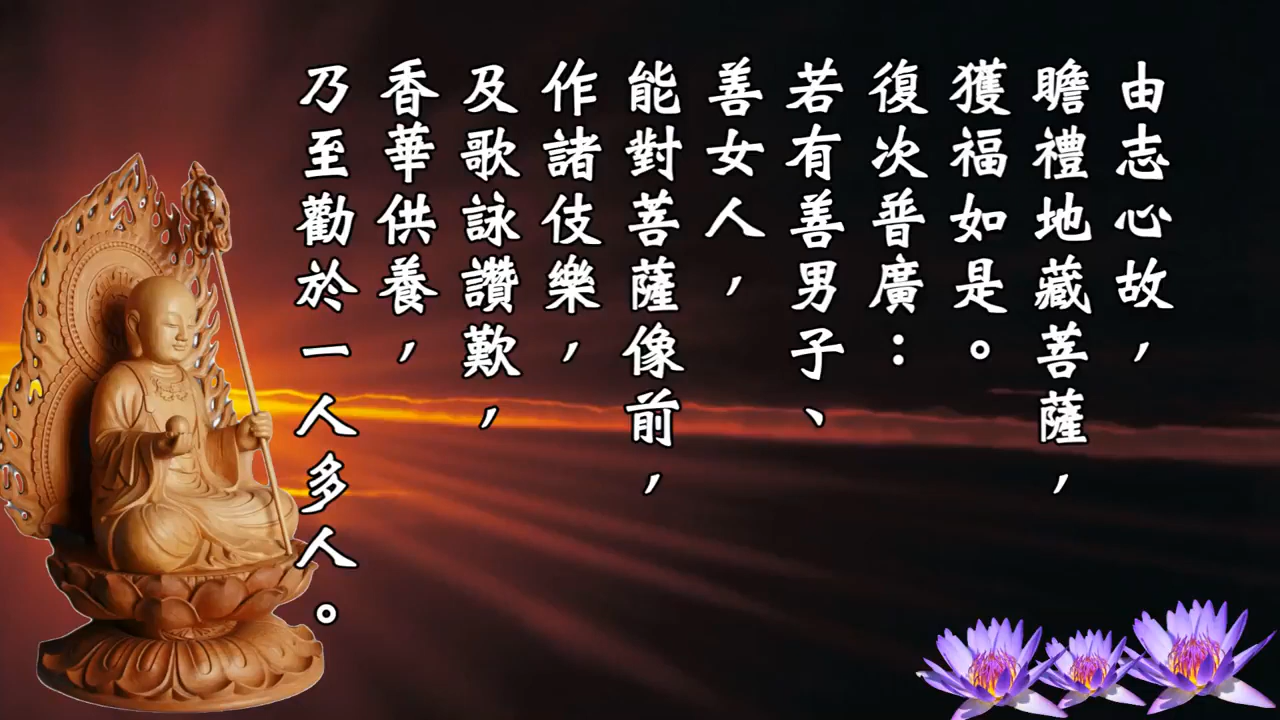 由志心故，
瞻禮地藏菩薩，
獲福如是。
復次普廣：
若有善男子、
善女人，
能對菩薩像前，
作諸伎樂，
及歌詠讚歎，
香華供養，
乃至勸於一人多人。